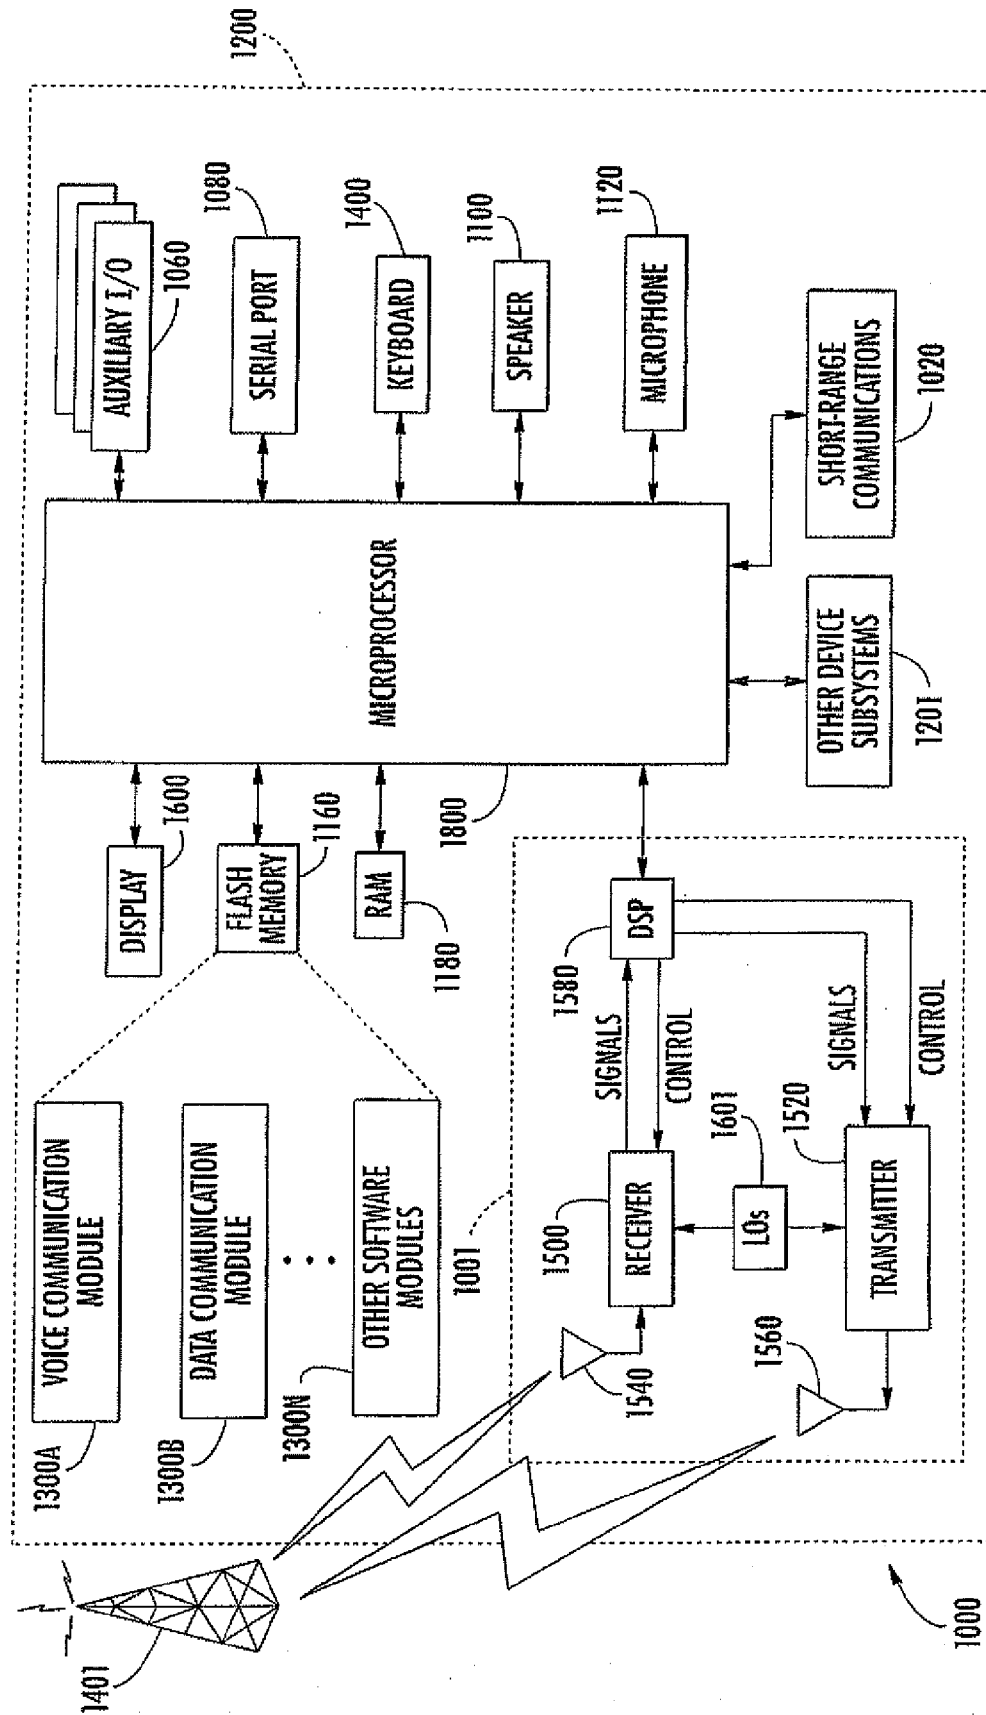 1401
1000
1200
1300A
VOICE COMMUNICATION
MODULE
1300B
DATA COMMUNICATION
MODULE
1300N
OTHER SOFTWARE
MODULES
DISPLAY
1600
FLASH
MEMORY
1160
RAM
1180
MICROPROCESSOR
1800
AUXILIARY I/O
1060
SERIAL PORT
1080
KEYBOARD
1400
SPEAKER
1100
MICROPHONE
1120
SHORT-RANGE
COMMUNICATIONS
1020
OTHER DEVICE
SUBSYSTEMS
1201
1001
1540
1500
RECEIVER
SIGNALS
CONTROL
1580
DSP
1601
LOs
1560
1520
TRANSMITTER
SIGNALS
CONTROL